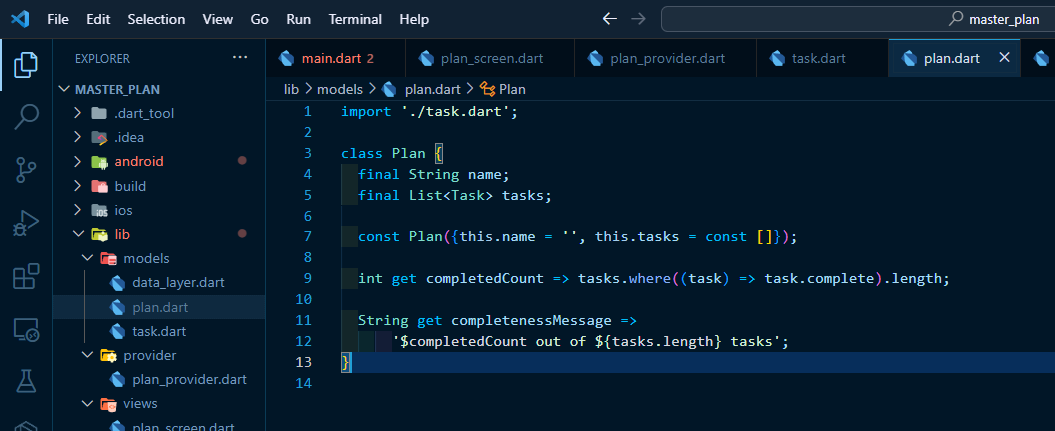 File Edit Selection View Go Run Terminal Help master_plan
EXPLORER ··· main.dart 2 plan_screen.dart plan_provider.dart task.dart plan.dart
MASTER_PLAN
.dart_tool
.idea
android
build
ios
lib
models
data_layer.dart
plan.dart
task.dart
provider
plan_provider.dart
views
plan_screen.dart
lib > models > plan.dart > Plan
1 import './task.dart';
2
3 class Plan {
4 final String name;
5 final List<Task> tasks;
6
7 const Plan({this.name = '', this.tasks = const []});
8
9 int get completedCount => tasks.where((task) => task.complete).length;
10
11 String get completenessMessage =>
12 '$completedCount out of ${tasks.length} tasks';
13 }
14